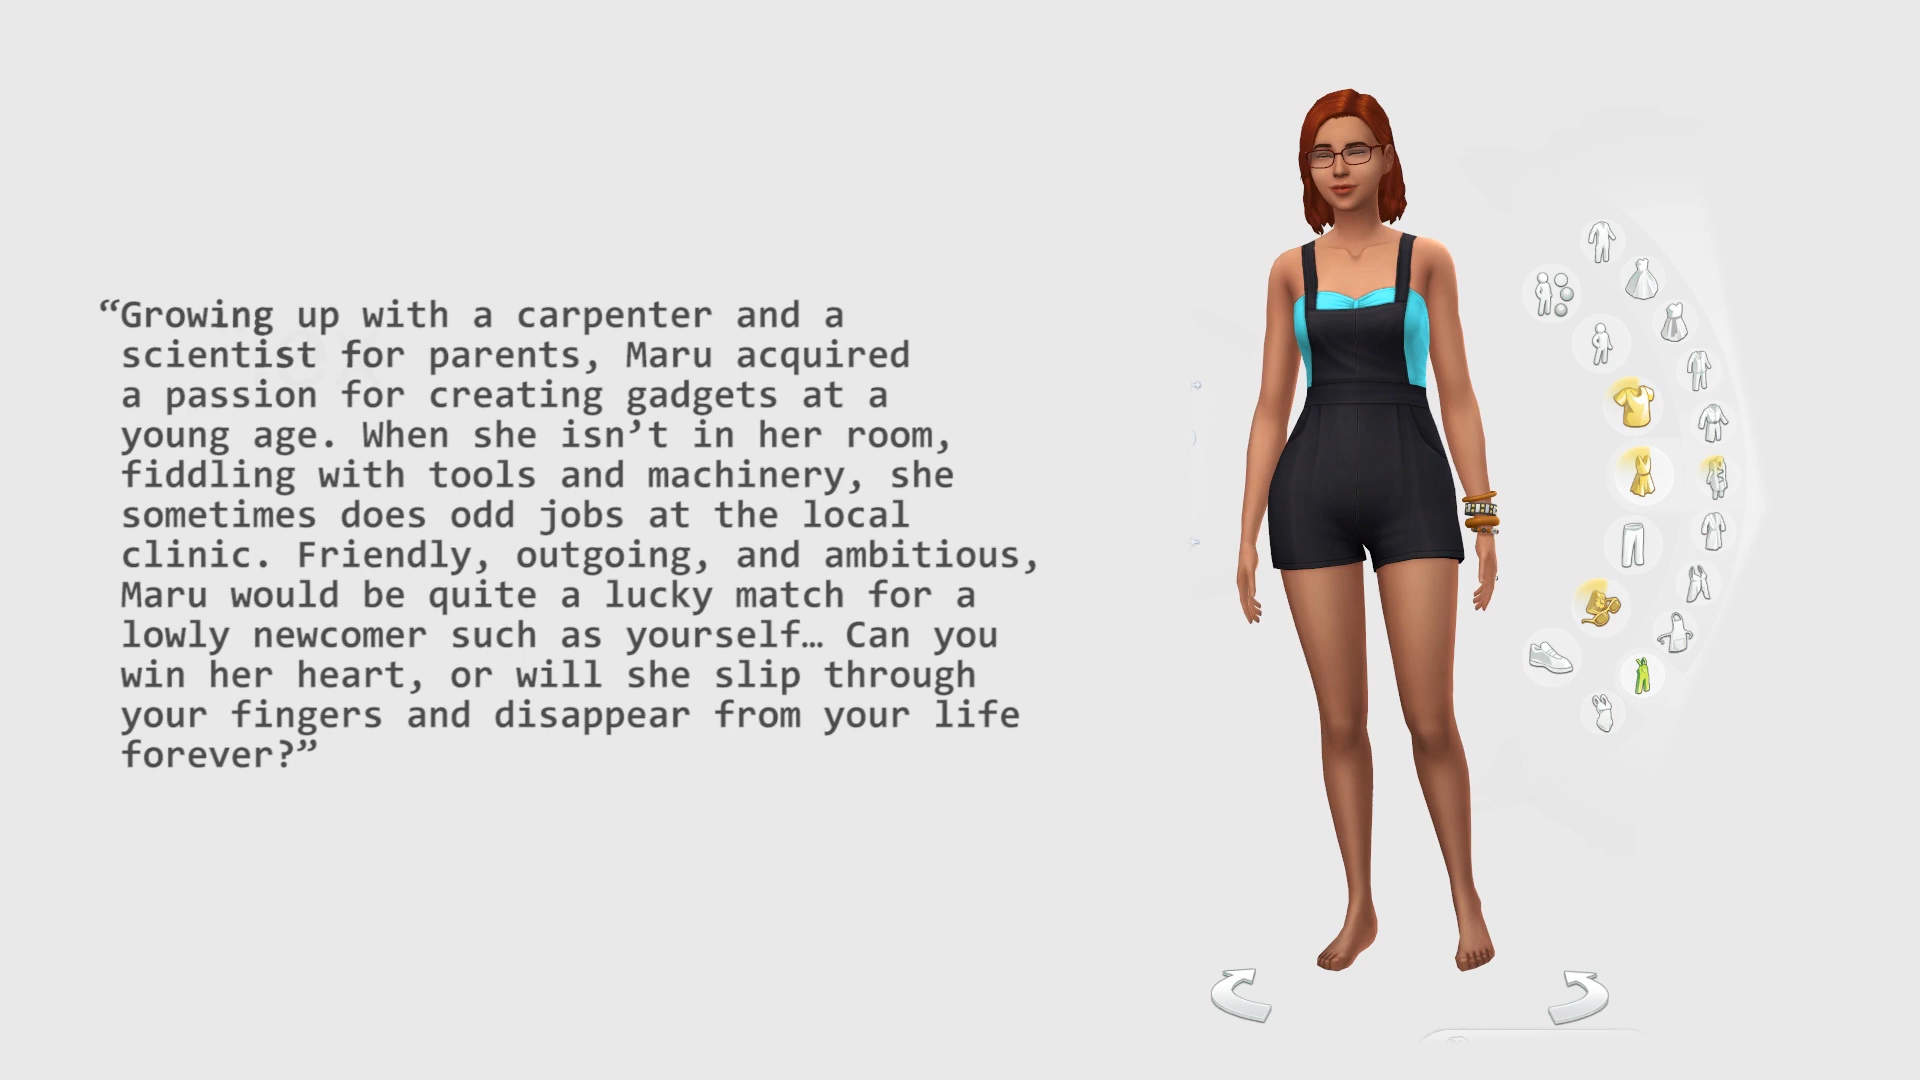 “Growing up with a carpenter and a
scientist for parents, Maru acquired
a passion for creating gadgets at a
young age. When she isn’t in her room,
fiddling with tools and machinery, she
sometimes does odd jobs at the local
clinic. Friendly, outgoing, and ambitious,
Maru would be quite a lucky match for a
lowly newcomer such as yourself… Can you
win her heart, or will she slip through
your fingers and disappear from your life
forever?”